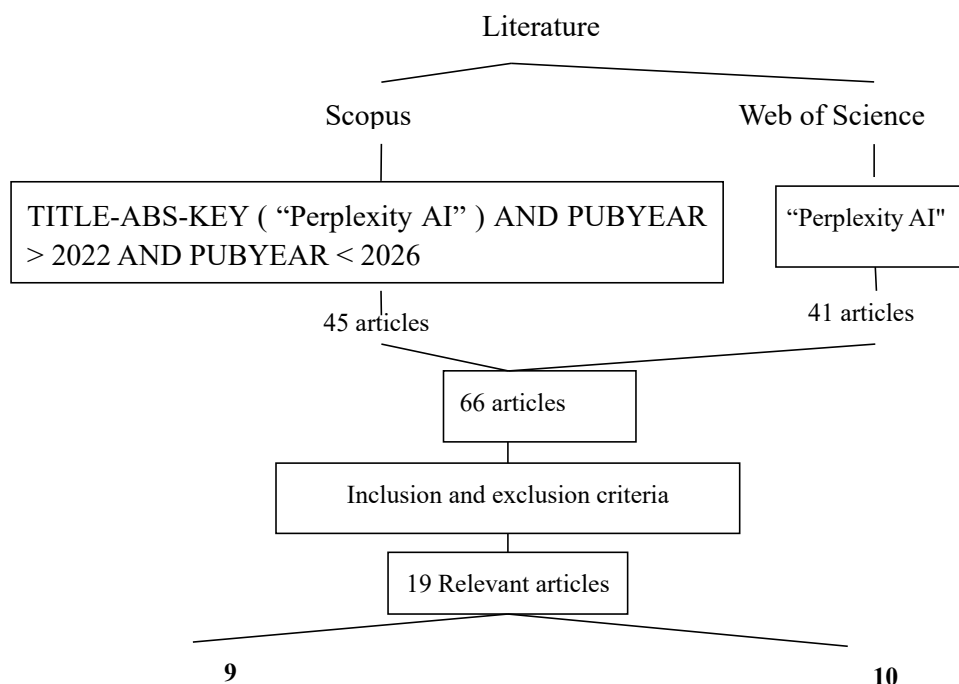 Literature
Scopus
Web of Science
TITLE-ABS-KEY ( “Perplexity AI” ) AND PUBYEAR
> 2022 AND PUBYEAR < 2026
“Perplexity AI"
45 articles
41 articles
66 articles
Inclusion and exclusion criteria
19 Relevant articles
9
10